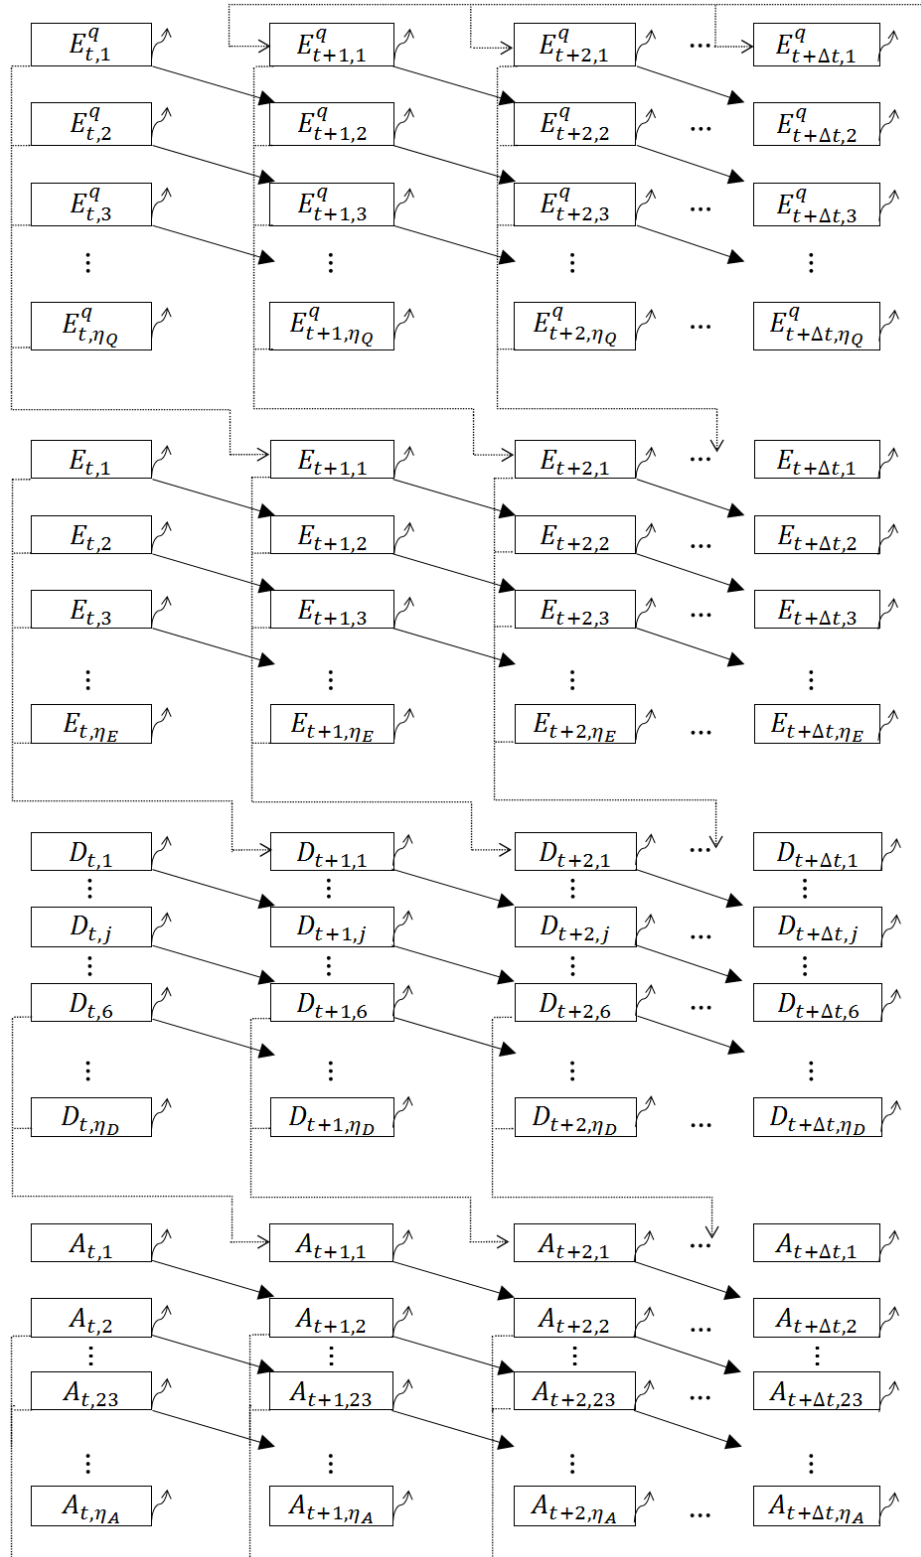 E^q_{t,1} E^q_{t+1,1} E^q_{t+2,1} ... E^q_{t+Δt,1}
E^q_{t,2} E^q_{t+1,2} E^q_{t+2,2} ... E^q_{t+Δt,2}
E^q_{t,3} E^q_{t+1,3} E^q_{t+2,3} ... E^q_{t+Δt,3}
⋮ ⋮ ⋮ ⋮
E^q_{t,η_Q} E^q_{t+1,η_Q} E^q_{t+2,η_Q} ... E^q_{t+Δt,η_Q}
E_{t,1} E_{t+1,1} E_{t+2,1} ... E_{t+Δt,1}
E_{t,2} E_{t+1,2} E_{t+2,2} ... E_{t+Δt,2}
E_{t,3} E_{t+1,3} E_{t+2,3} ... E_{t+Δt,3}
⋮ ⋮ ⋮ ⋮
E_{t,η_E} E_{t+1,η_E} E_{t+2,η_E} ... E_{t+Δt,η_E}
D_{t,1} D_{t+1,1} D_{t+2,1} ... D_{t+Δt,1}
⋮ ⋮ ⋮ ⋮
D_{t,j} D_{t+1,j} D_{t+2,j} ... D_{t+Δt,j}
⋮ ⋮ ⋮ ⋮
D_{t,6} D_{t+1,6} D_{t+2,6} ... D_{t+Δt,6}
⋮ ⋮ ⋮ ⋮
D_{t,η_D} D_{t+1,η_D} D_{t+2,η_D} ... D_{t+Δt,η_D}
A_{t,1} A_{t+1,1} A_{t+2,1} ... A_{t+Δt,1}
A_{t,2} A_{t+1,2} A_{t+2,2} ... A_{t+Δt,2}
⋮ ⋮ ⋮ ⋮
A_{t,23} A_{t+1,23} A_{t+2,23} ... A_{t+Δt,23}
⋮ ⋮ ⋮ ⋮
A_{t,η_A} A_{t+1,η_A} A_{t+2,η_A} ... A_{t+Δt,η_A}